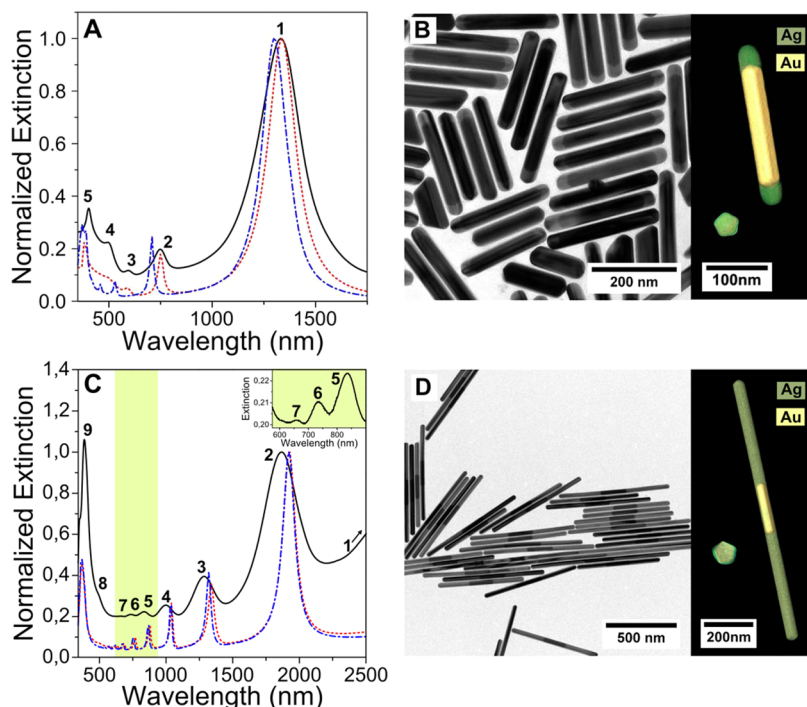 A
Normalized Extinction
1.0
0.8
0.6
0.4
0.2
0.0
1
2
3
4
5
500
1000
1500
Wavelength (nm)
B
200 nm
Ag
Au
100nm
C
Normalized Extinction
1,4
1,2
1,0
0,8
0,6
0,4
0,2
0,0
9
8
7
6
5
4
3
2
1
500
1000
1500
2000
2500
Wavelength (nm)
Extinction
0,22
0,21
0,20
7
6
5
600
700
800
Wavelength (nm)
D
500 nm
Ag
Au
200nm